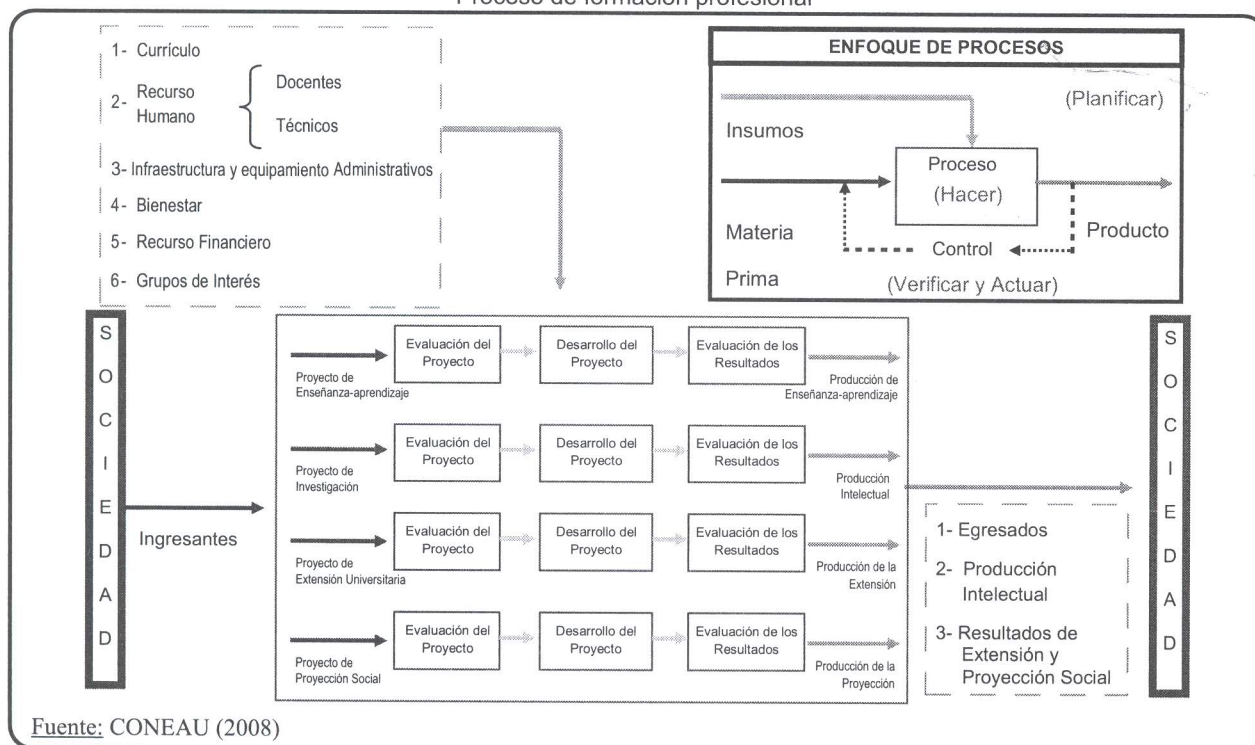 Proceso de formación profesional
1- Currículo
2- Recurso Humano
Docentes
Técnicos
3- Infraestructura y equipamiento Administrativos
4- Bienestar
5- Recurso Financiero
6- Grupos de Interés
ENFOQUE DE PROCESOS
(Planificar)
Insumos
Proceso
(Hacer)
Materia
Prima
Control
Producto
(Verificar y Actuar)
SOCIEDAD
Ingresantes
Proyecto de
Enseñanza-aprendizaje
Evaluación del
Proyecto
Desarrollo del
Proyecto
Evaluación de los
Resultados
Producción de
Enseñanza-aprendizaje
Proyecto de
Investigación
Evaluación del
Proyecto
Desarrollo del
Proyecto
Evaluación de los
Resultados
Producción
Intelectual
Proyecto de
Extensión Universitaria
Evaluación del
Proyecto
Desarrollo del
Proyecto
Evaluación de los
Resultados
Producción de la
Extensión
Proyecto de
Proyección Social
Evaluación del
Proyecto
Desarrollo del
Proyecto
Evaluación de los
Resultados
Producción de la
Proyección
1- Egresados
2- Producción
Intelectual
3- Resultados de
Extensión y
Proyección Social
SOCIEDAD
Fuente: CONEAU (2008)